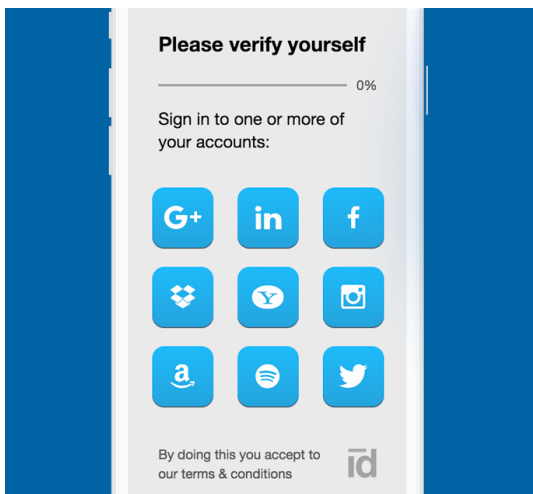 Please verify yourself
0%
Sign in to one or more of
your accounts:
G+ in f
Y
a
By doing this you accept to
our terms & conditions
id